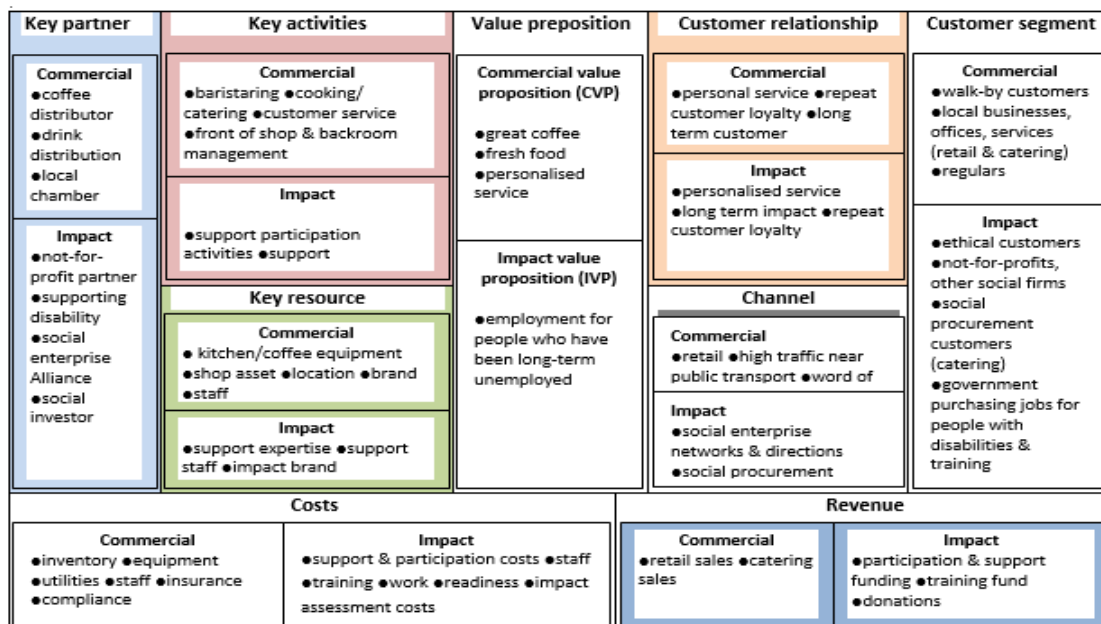 Key partner
Commercial
●coffee
distributor
●drink
distribution
●local
chamber
Impact
●not-for-
profit partner
●supporting
disability
●social
enterprise
Alliance
●social
investor
Key activities
Commercial
●baristaring ●cooking/
catering ●customer service
●front of shop & backroom
management
Impact
●support participation
activities ●support
Key resource
Commercial
● kitchen/coffee equipment
●shop asset ●location ●brand
●staff
Impact
●support expertise ●support
staff ●impact brand
Value preposition
Commercial value
proposition (CVP)
●great coffee
●fresh food
●personalised
service
Impact value
proposition (IVP)
●employment for
people who have
been long-term
unemployed
Customer relationship
Commercial
●personal service ●repeat
customer loyalty ●long
term customer
Impact
●personalised service
●long term impact ●repeat
customer loyalty
Channel
Commercial
●retail ●high traffic near
public transport ●word of
Impact
●social enterprise
networks & directions
●social procurement
Customer segment
Commercial
●walk-by customers
●local businesses,
offices, services
(retail & catering)
●regulars
Impact
●ethical customers
●not-for-profits,
other social firms
●social
procurement
customers
(catering)
●government
purchasing jobs for
people with
disabilities &
training
Costs
Commercial
●inventory ●equipment
●utilities ●staff ●insurance
●compliance
Impact
●support & participation costs ●staff
●training ●work ●readiness ●impact
assessment costs
Revenue
Commercial
●retail sales ●catering
sales
Impact
●participation & support
funding ●training fund
●donations